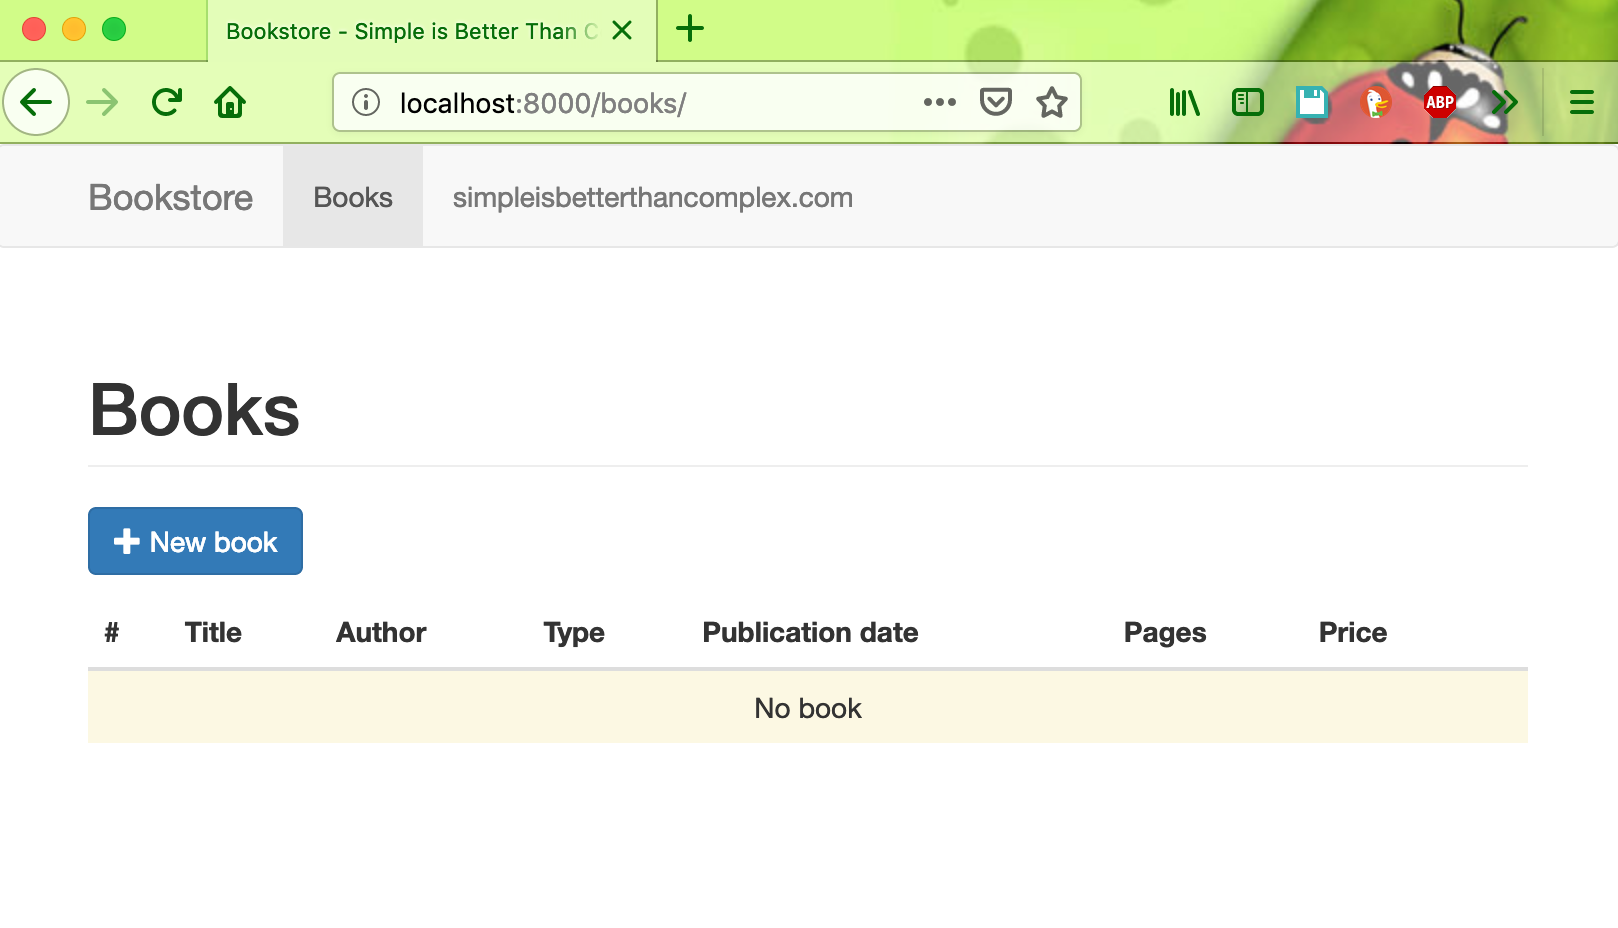 Bookstore - Simple is Better Than C
localhost:8000/books/
ABP
Bookstore Books simpleisbetterthancomplex.com
Books
New book
# Title Author Type Publication date Pages Price
No book